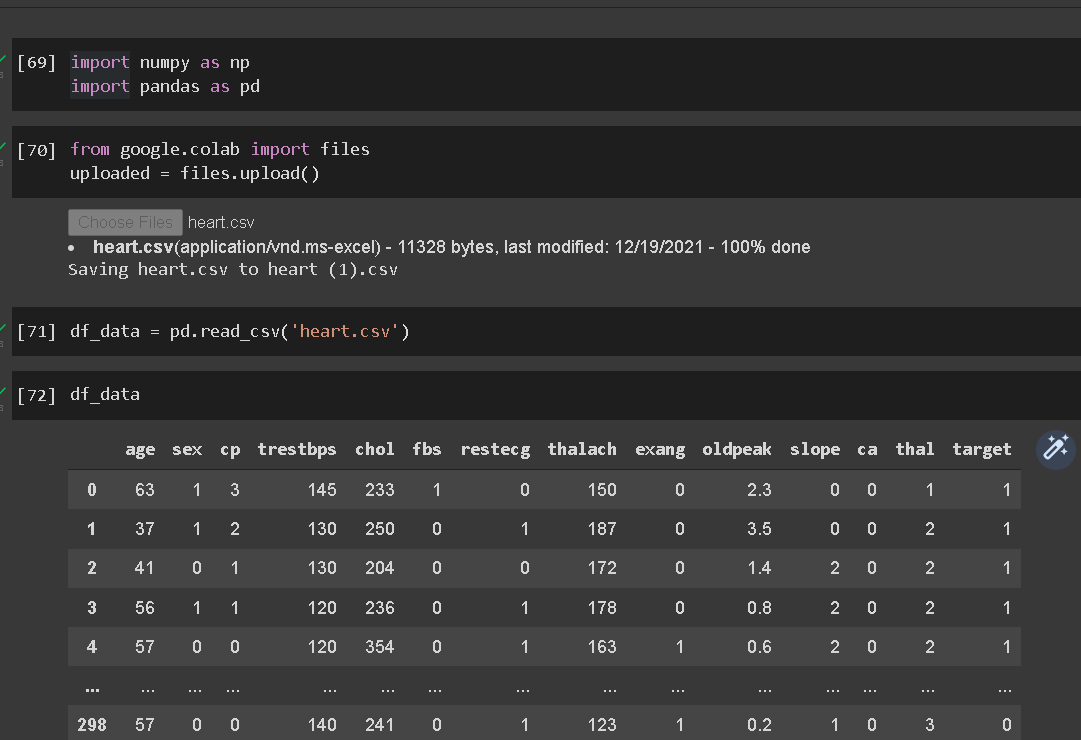 [69] import numpy as np
import pandas as pd
[70] from google.colab import files
uploaded = files.upload()
Choose Files heart.csv
• heart.csv(application/vnd.ms-excel) - 11328 bytes, last modified: 12/19/2021 - 100% done
Saving heart.csv to heart (1).csv
[71] df_data = pd.read_csv('heart.csv')
[72] df_data
age sex cp trestbps chol fbs restecg thalach exang oldpeak slope ca thal target
0 63 1 3 145 233 1 0 150 0 2.3 0 0 1 1
1 37 1 2 130 250 0 1 187 0 3.5 0 0 2 1
2 41 0 1 130 204 0 0 172 0 1.4 2 0 2 1
3 56 1 1 120 236 0 1 178 0 0.8 2 0 2 1
4 57 0 0 120 354 0 1 163 1 0.6 2 0 2 1
... ... ... ... ... ... ... ... ... ... ... ... ... ... ...
298 57 0 0 140 241 0 1 123 1 0.2 1 0 3 0